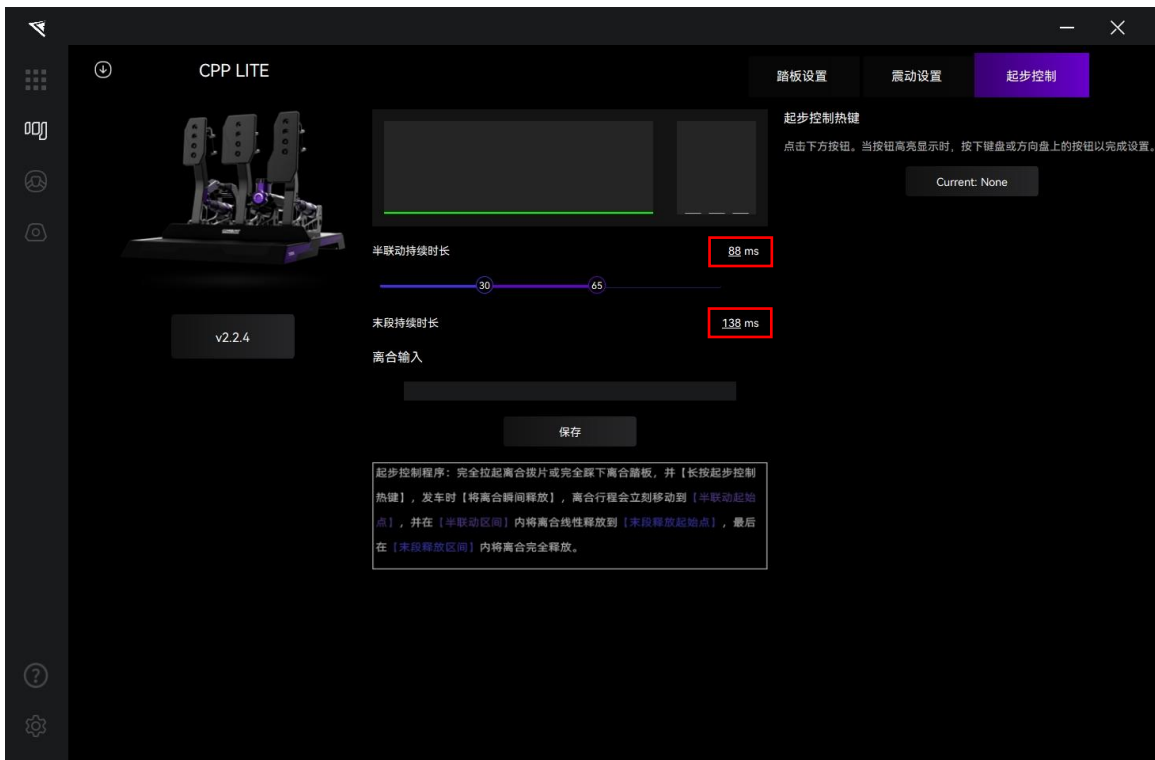 CPP LITE
踏板设置
震动设置
起步控制
起步控制热键
点击下方按钮。当按钮高亮显示时，按下键盘或方向盘上的按钮以完成设置。
Current: None
半联动持续时长
88 ms
30
65
末段持续时长
138 ms
v2.2.4
离合输入
保存
起步控制程序：完全拉起离合拨片或完全踩下离合踏板，并【长按起步控制
热键】，发车时【将离合瞬间释放】，离合行程会立刻移动到【半联动起始
点】，并在【半联动区间】内将离合线性释放到【末段释放起始点】，最后
在【末段释放区间】内将离合完全释放。